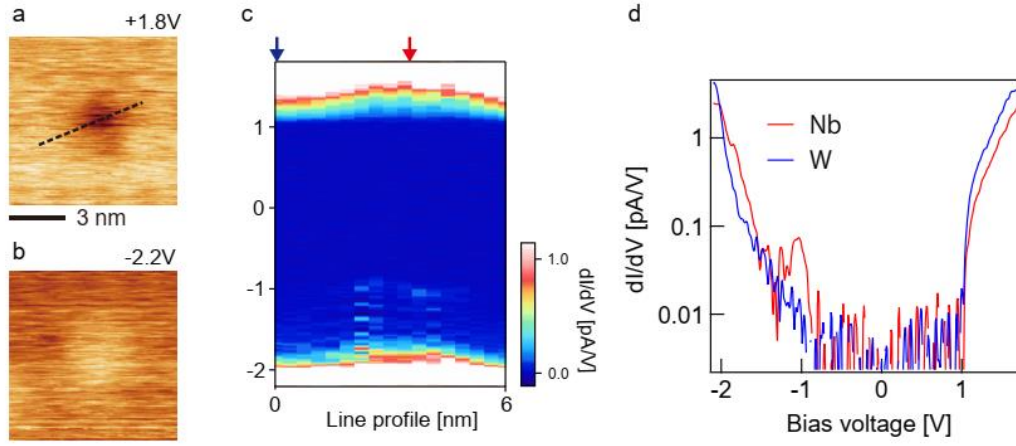 a
+1.8V
3 nm
b
-2.2V
c
1
0
-1
-2
0
6
Line profile [nm]
1.0
0.0
dI/dV [pA/V]
d
Nb
W
1
0.1
0.01
dI/dV [pA/V]
-2
-1
0
1
Bias voltage [V]